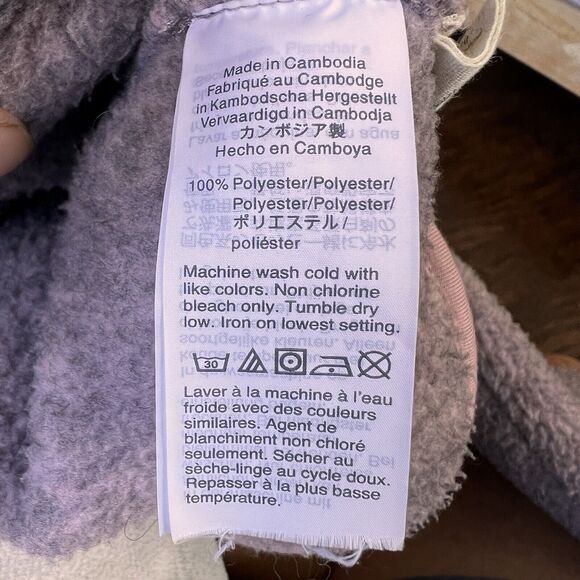 Made in Cambodia
Fabriqué au Cambodge
in Kambodscha Hergestellt
Vervaardigd in Cambodja
カンボジア製
Hecho en Camboya
100% Polyester/Polyester/
Polyester/Polyester/
ポリエステル/
poliéster
Machine wash cold with
like colors. Non chlorine
bleach only. Tumble dry
low. Iron on lowest setting.
30
Laver à la machine à l'eau
froide avec des couleurs
similaires. Agent de
blanchiment non chloré
seulement. Sécher au
sèche-linge au cycle doux.
Repasser à la plus basse
température.